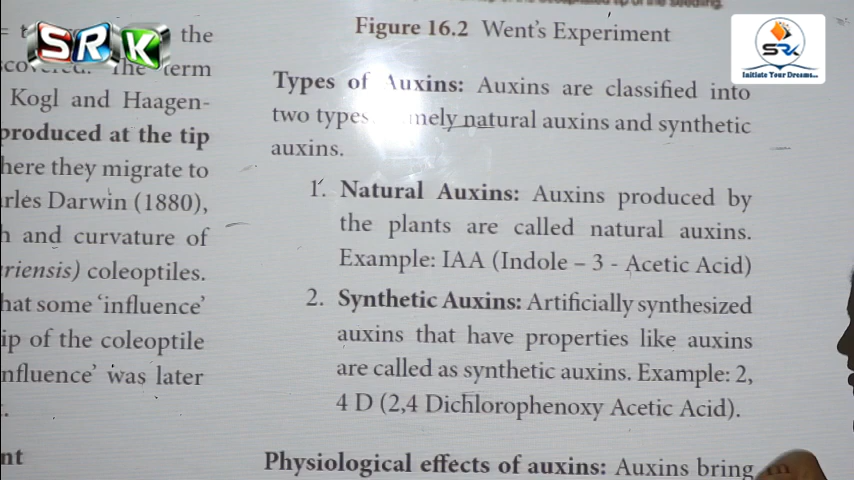 SRK
the
The term
Kogl and Haagen-
produced at the tip
here they migrate to
rles Darwin (1880),
h and curvature of
riensis) coleoptiles.
hat some ‘influence’
ip of the coleoptile
nfluence’ was later
nt
Figure 16.2 Went’s Experiment
Types of Auxins: Auxins are classified into
two types, namely natural auxins and synthetic
auxins.
1. Natural Auxins: Auxins produced by
the plants are called natural auxins.
Example: IAA (Indole – 3 - Acetic Acid)
2. Synthetic Auxins: Artificially synthesized
auxins that have properties like auxins
are called as synthetic auxins. Example: 2,
4 D (2,4 Dichlorophenoxy Acetic Acid).
Physiological effects of auxins: Auxins bring
SRK
Initiate Your Dreams...